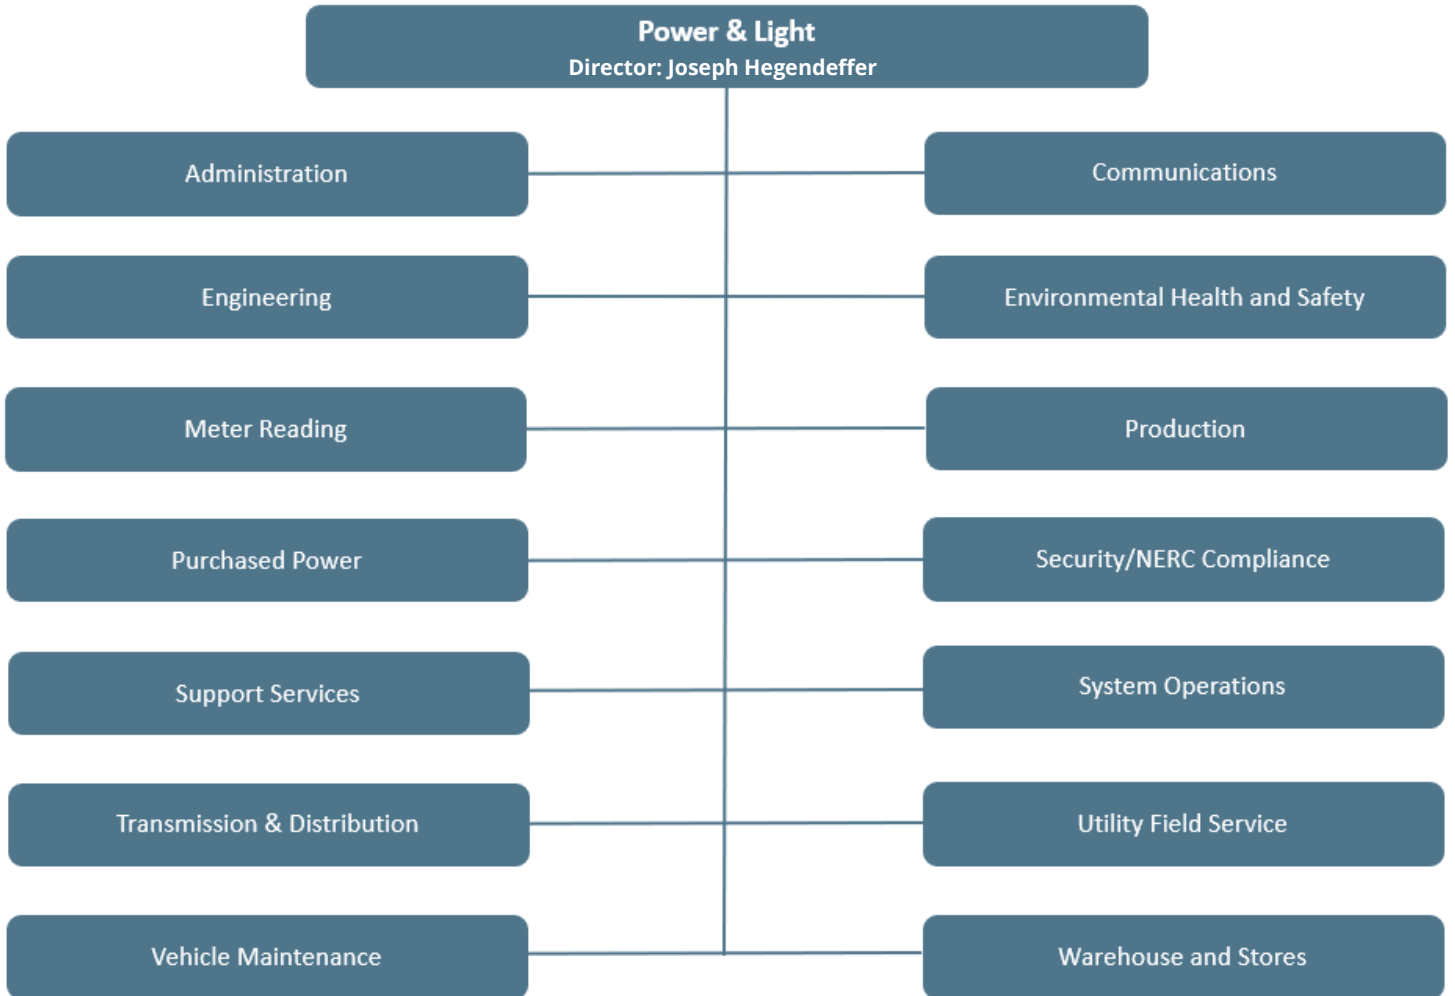 Power & Light
Director: Joseph Hegendeffer
Administration
Communications
Engineering
Environmental Health and Safety
Meter Reading
Production
Purchased Power
Security/NERC Compliance
Support Services
System Operations
Transmission & Distribution
Utility Field Service
Vehicle Maintenance
Warehouse and Stores